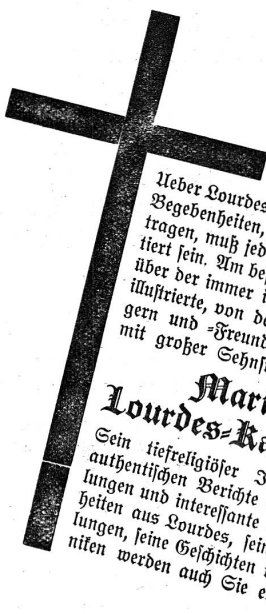 Ueber Lourdes
Begebenheiten,
tragen, muß jed
tiert sein. Am be
über der immer i
illustrierte, von de
gern und =Freund
mit großer Sehns
Mari
Lourdes=Ka
Sein tiefreligiöser J
authentischen Berichte
lungen und interessante
heiten aus Lourdes, sein
lungen, seine Geschichten
niken werden auch Sie e